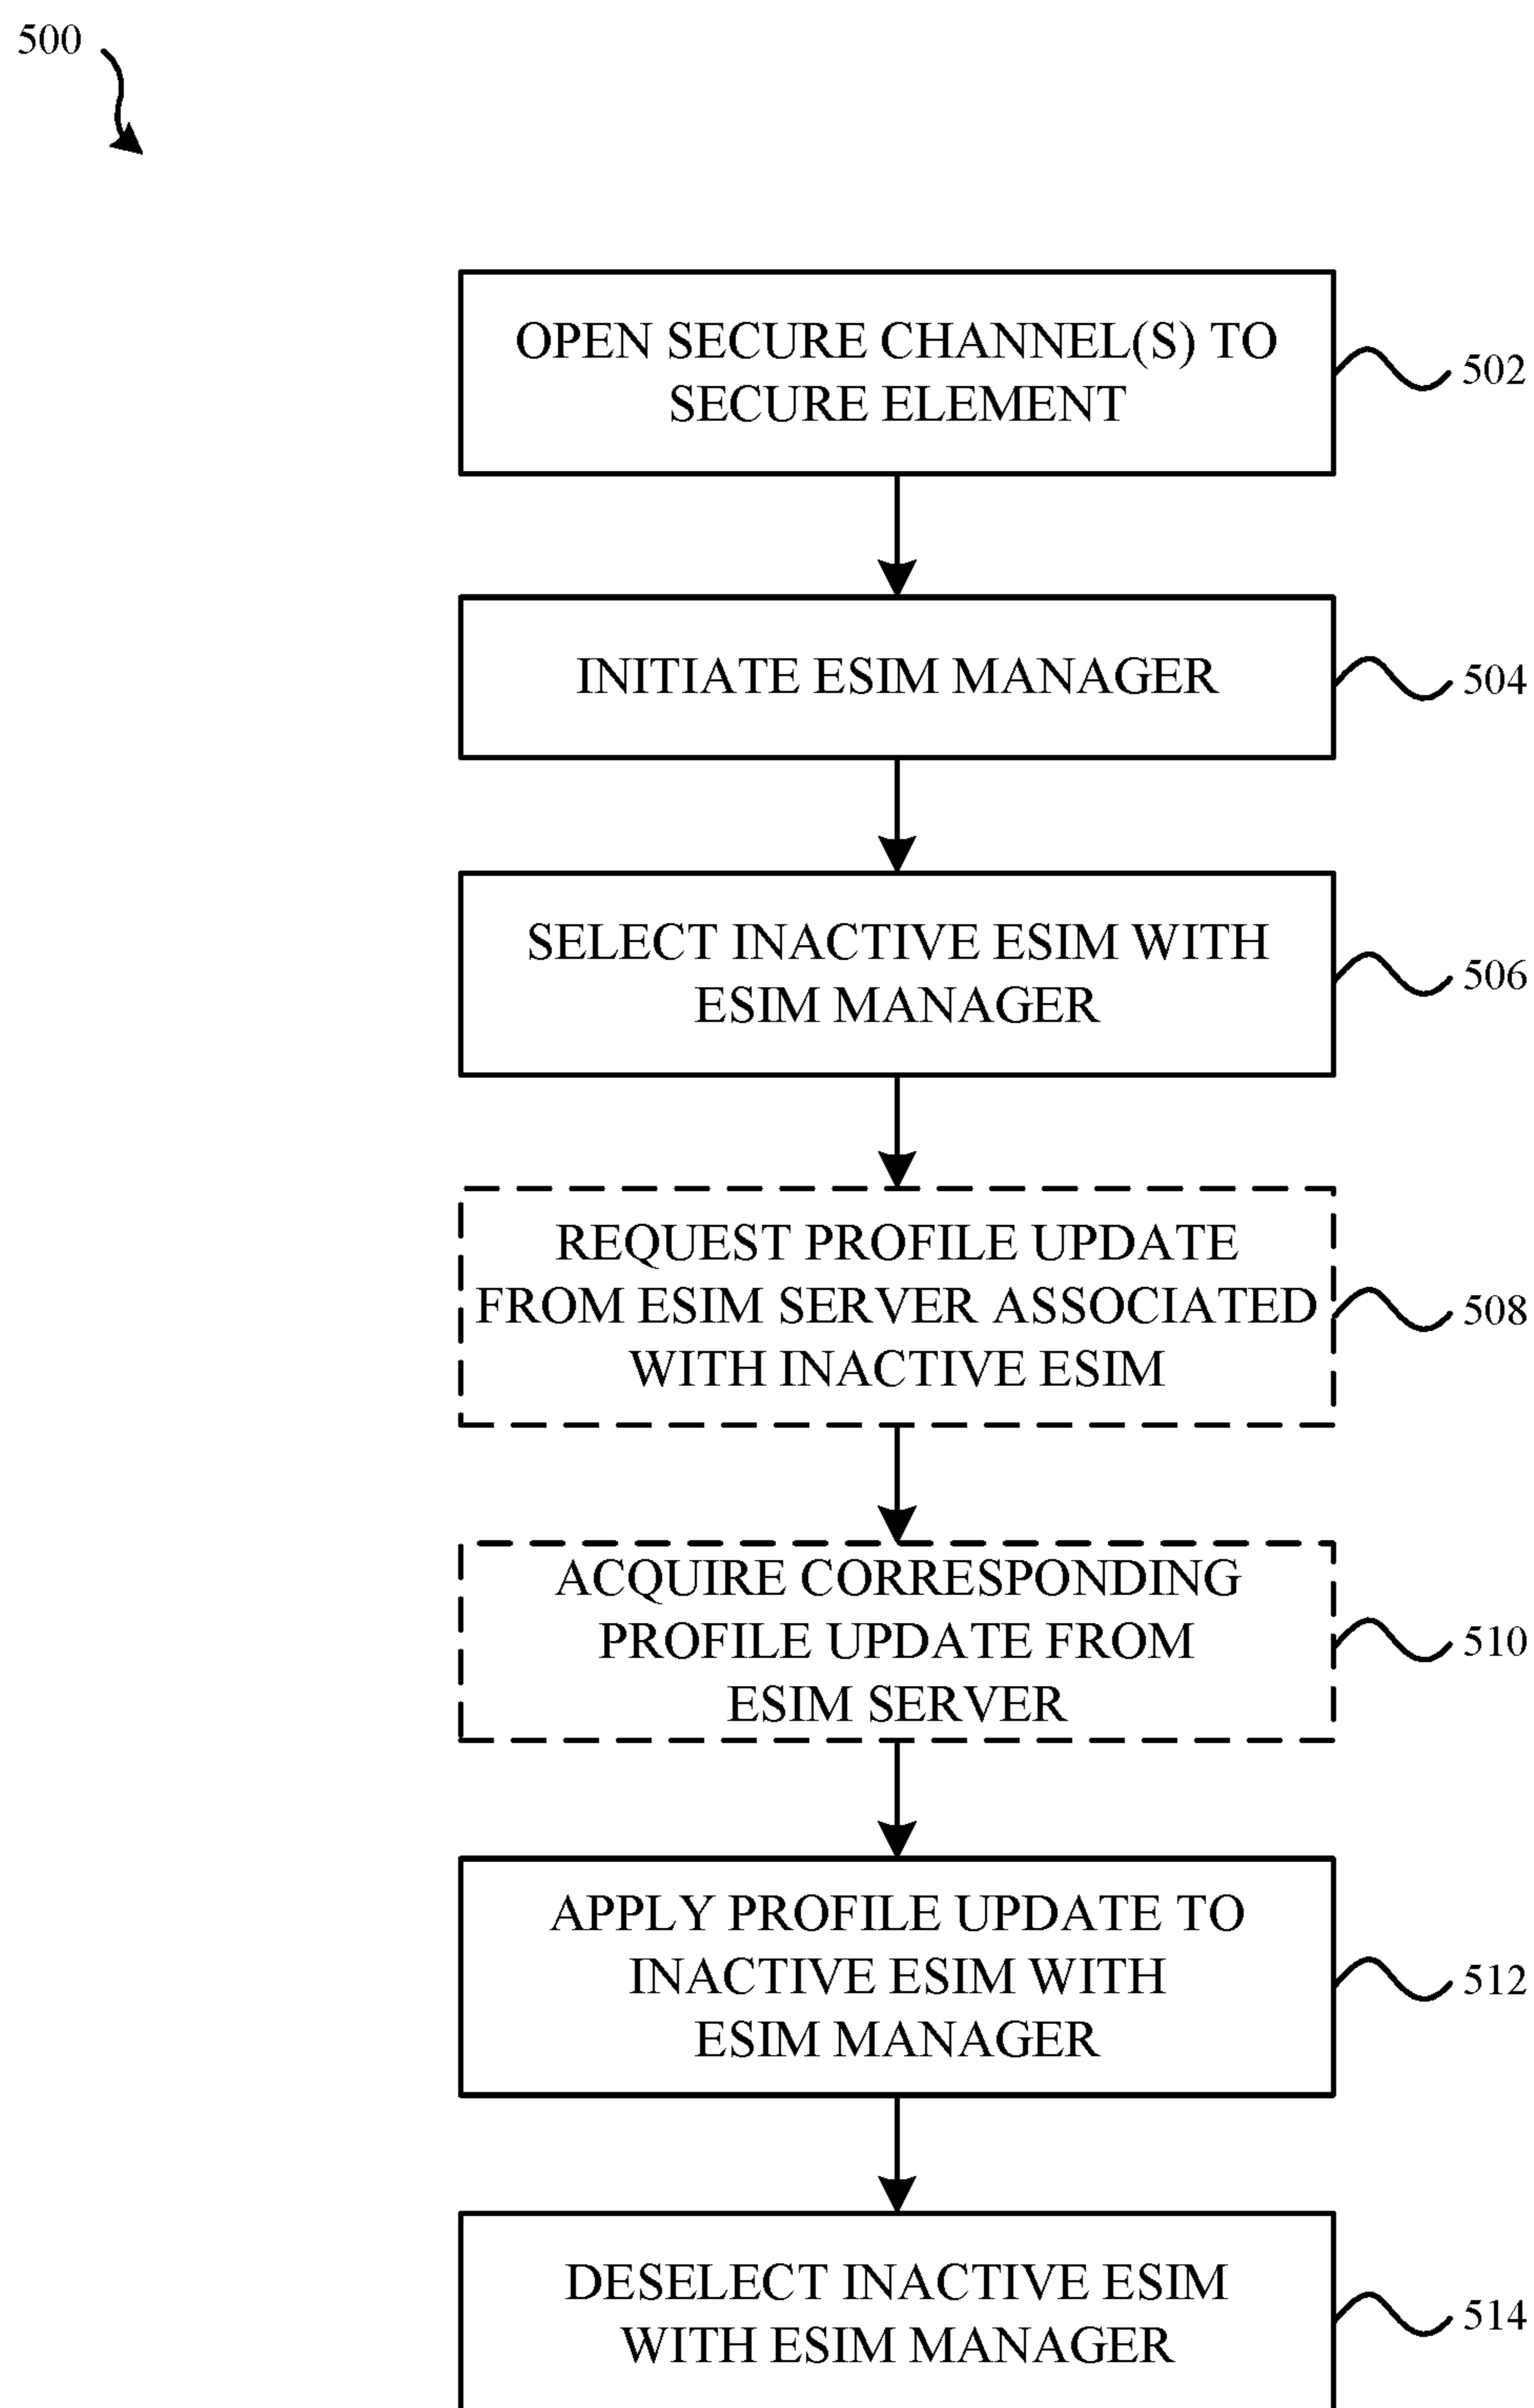 500
OPEN SECURE CHANNEL(S) TO
SECURE ELEMENT
502
INITIATE ESIM MANAGER
504
SELECT INACTIVE ESIM WITH
ESIM MANAGER
506
REQUEST PROFILE UPDATE
FROM ESIM SERVER ASSOCIATED
WITH INACTIVE ESIM
508
ACQUIRE CORRESPONDING
PROFILE UPDATE FROM
ESIM SERVER
510
APPLY PROFILE UPDATE TO
INACTIVE ESIM WITH
ESIM MANAGER
512
DESELECT INACTIVE ESIM
WITH ESIM MANAGER
514